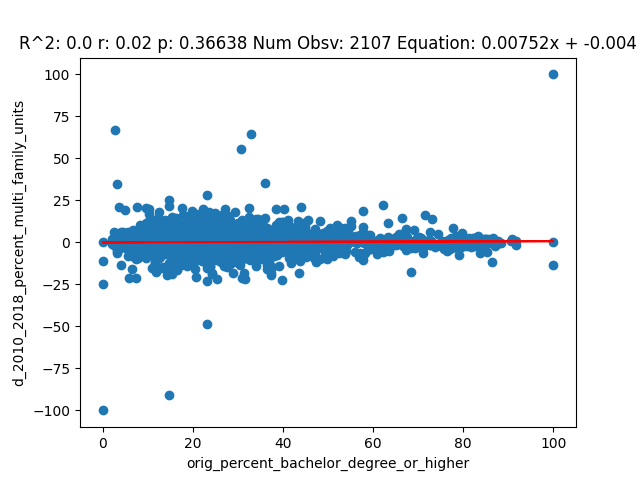 R^2: 0.0 r: 0.02 p: 0.36638 Num Obsv: 2107 Equation: 0.00752x + -0.004
100
75
50
25
0
−25
−50
−75
−100
d_2010_2018_percent_multi_family_units
0 20 40 60 80 100
orig_percent_bachelor_degree_or_higher